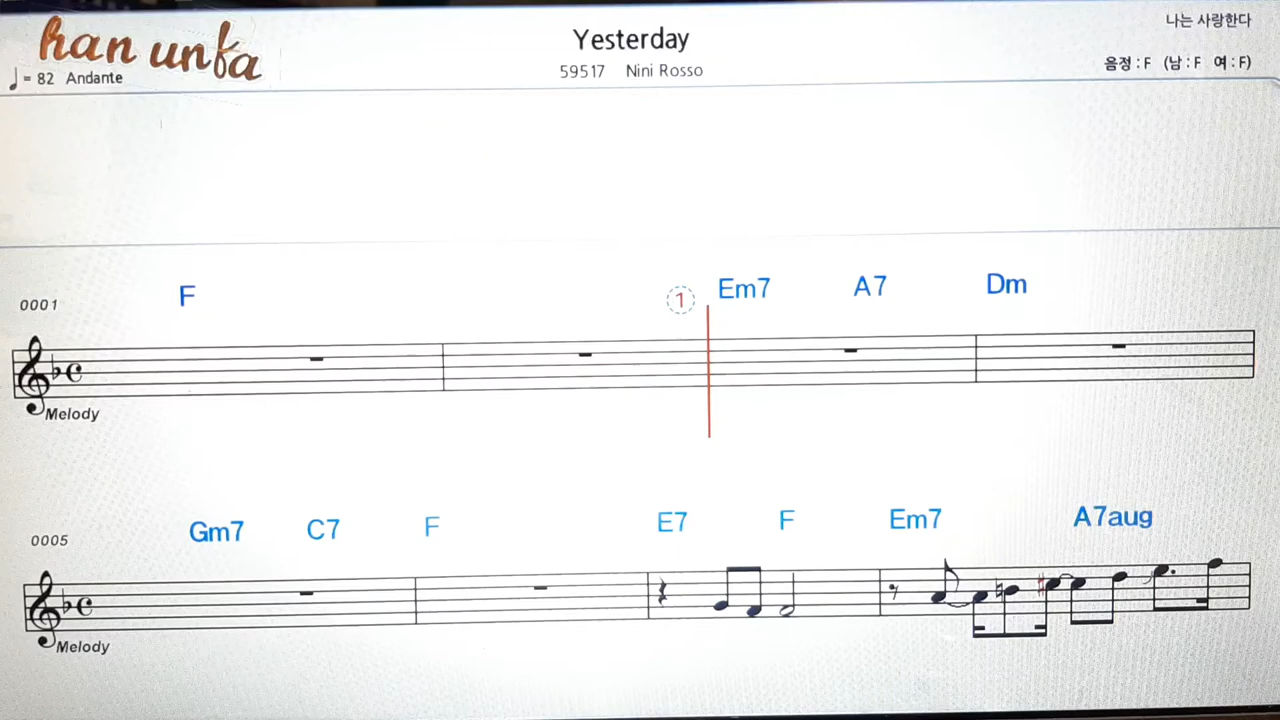 han unfa
♩= 82 Andante
Yesterday
59517 Nini Rosso
나는 사랑한다
음정 : F (남 : F 여 : F)
0001 F ① Em7 A7 Dm
Melody
0005 Gm7 C7 F E7 F Em7 A7aug
Melody